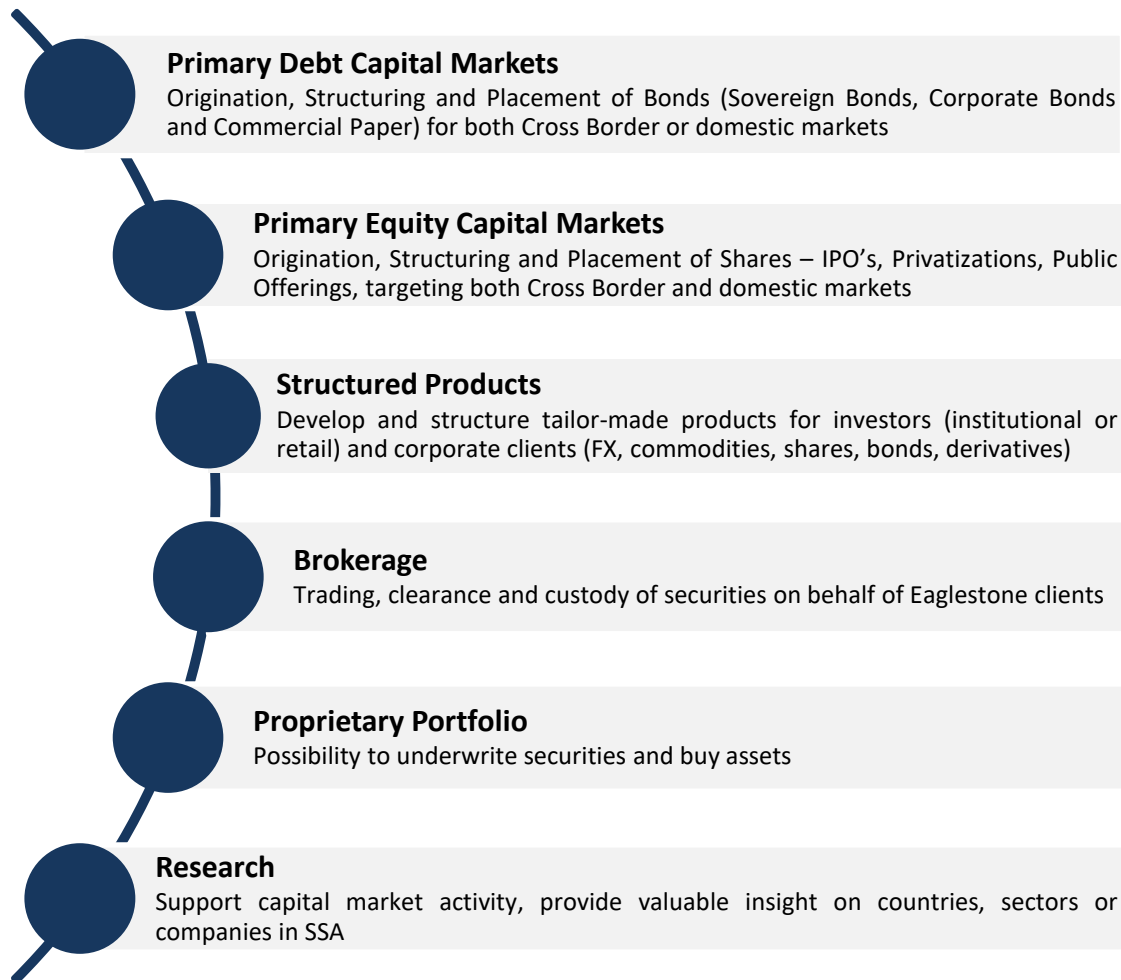 Primary Debt Capital Markets
Origination, Structuring and Placement of Bonds (Sovereign Bonds, Corporate Bonds
and Commercial Paper) for both Cross Border or domestic markets
Primary Equity Capital Markets
Origination, Structuring and Placement of Shares – IPO’s, Privatizations, Public
Offerings, targeting both Cross Border and domestic markets
Structured Products
Develop and structure tailor-made products for investors (institutional or
retail) and corporate clients (FX, commodities, shares, bonds, derivatives)
Brokerage
Trading, clearance and custody of securities on behalf of Eaglestone clients
Proprietary Portfolio
Possibility to underwrite securities and buy assets
Research
Support capital market activity, provide valuable insight on countries, sectors or
companies in SSA